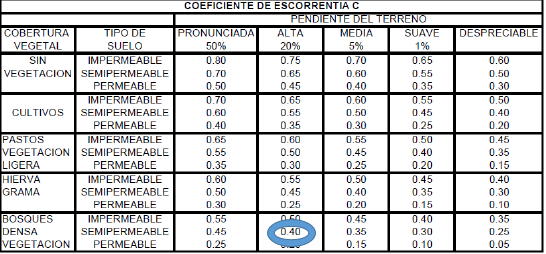 COEFICIENTE DE ESCORRENTIA C
PENDIENTE DEL TERRENO
COBERTURA VEGETAL TIPO DE SUELO PRONUNCIADA 50% ALTA 20% MEDIA 5% SUAVE 1% DESPRECIABLE
SIN IMPERMEABLE 0.80 0.75 0.70 0.65 0.60
VEGETACION SEMIPERMEABLE 0.70 0.65 0.60 0.55 0.50
PERMEABLE 0.50 0.45 0.40 0.35 0.30
IMPERMEABLE 0.70 0.65 0.60 0.55 0.50
CULTIVOS SEMIPERMEABLE 0.60 0.55 0.50 0.45 0.40
PERMEABLE 0.40 0.35 0.30 0.25 0.20
PASTOS IMPERMEABLE 0.65 0.60 0.55 0.50 0.45
VEGETACION SEMIPERMEABLE 0.55 0.50 0.45 0.40 0.35
LIGERA PERMEABLE 0.35 0.30 0.25 0.20 0.15
HIERVA IMPERMEABLE 0.60 0.55 0.50 0.45 0.40
GRAMA SEMIPERMEABLE 0.50 0.45 0.40 0.35 0.30
PERMEABLE 0.30 0.25 0.20 0.15 0.10
BOSQUES IMPERMEABLE 0.55 0.45 0.40 0.35
DENSA SEMIPERMEABLE 0.45 0.40 0.35 0.30 0.25
VEGETACION PERMEABLE 0.25 0.15 0.10 0.05